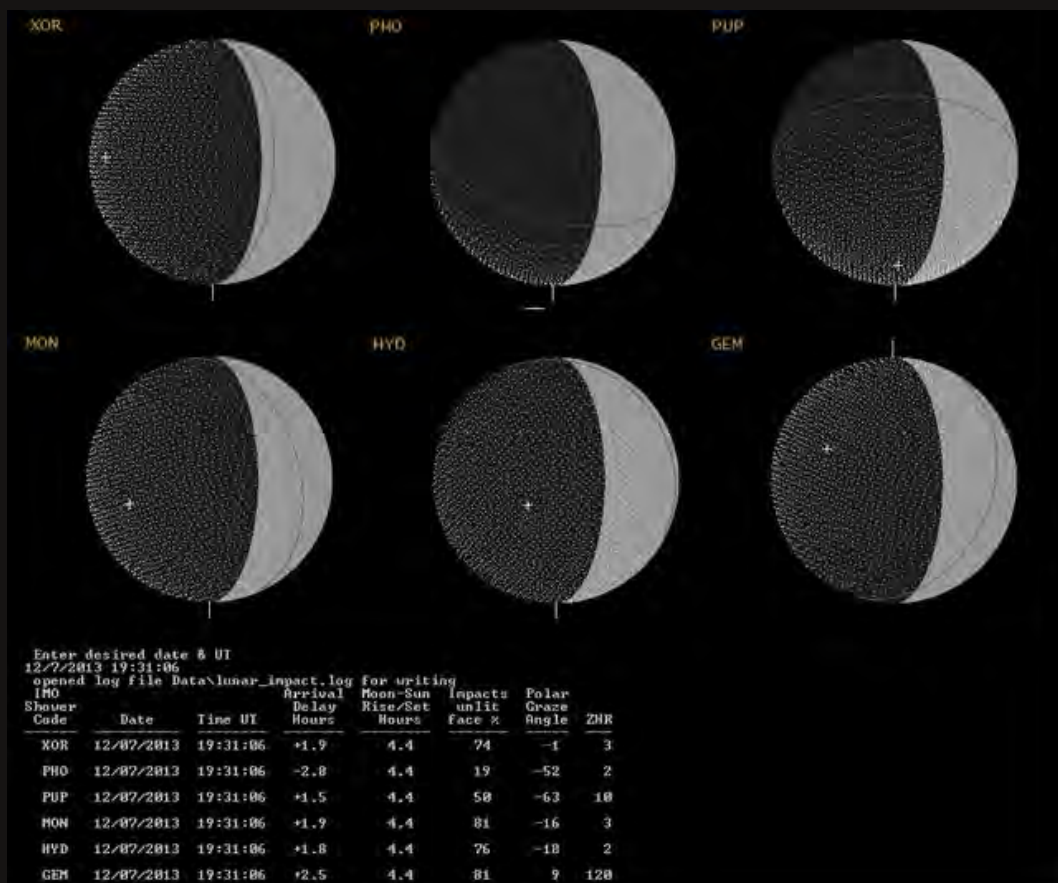 XOR PHO PUP
MON HYD GEM
Enter desired date & UT
12/7/2013 19:31:06
opened log file Data\lunar_impact.log for writing
IMO Arrival Moon-Sun Impacts Polar
Shower Delay Rise/Set unlit Graze
Code Date Time UT Hours Hours face % Angle ZHR
XOR 12/07/2013 19:31:06 +1.9 4.4 74 -1 3
PHO 12/07/2013 19:31:06 -2.8 4.4 19 -52 2
PUP 12/07/2013 19:31:06 +1.5 4.4 50 -63 10
MON 12/07/2013 19:31:06 +1.9 4.4 81 -16 3
HYD 12/07/2013 19:31:06 +1.8 4.4 76 -18 2
GEM 12/07/2013 19:31:06 +2.5 4.4 81 9 120